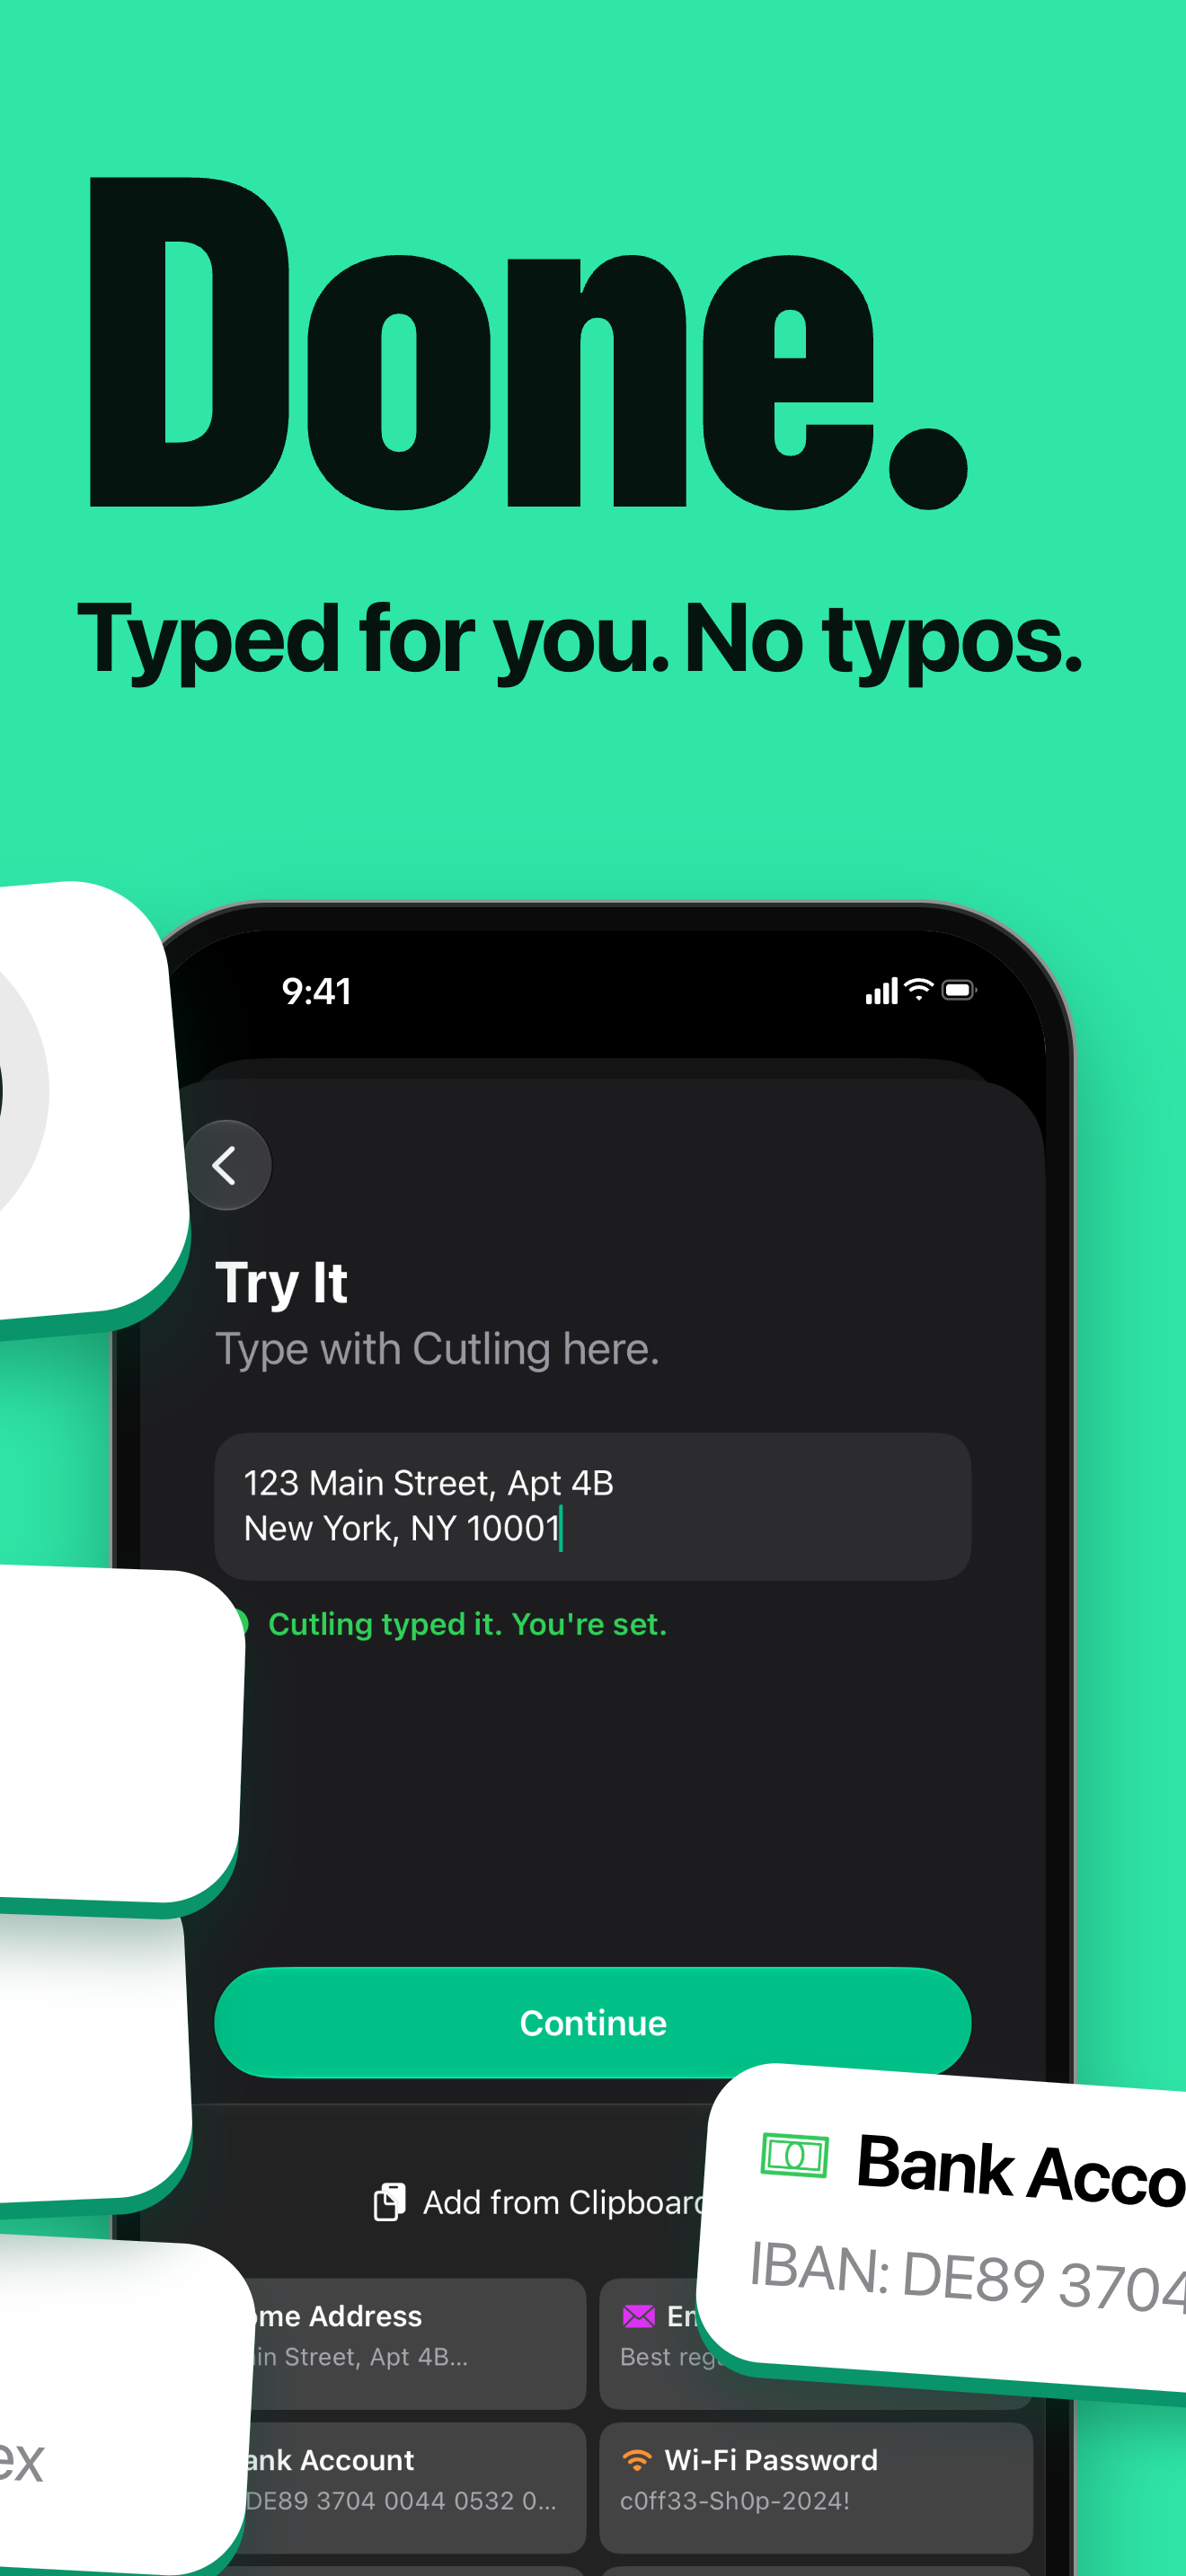 Done.
Typed for you. No typos.
9:41
Try It
Type with Cutling here.
123 Main Street, Apt 4B
New York, NY 10001
Cutling typed it. You're set.
Continue
Add from Clipboard
Bank Acco
IBAN: DE89 3704
ome Address
in Street, Apt 4B...
Em
Best reg
ank Account
DE89 3704 0044 0532 0...
Wi-Fi Password
c0ff33-Sh0p-2024!
ex